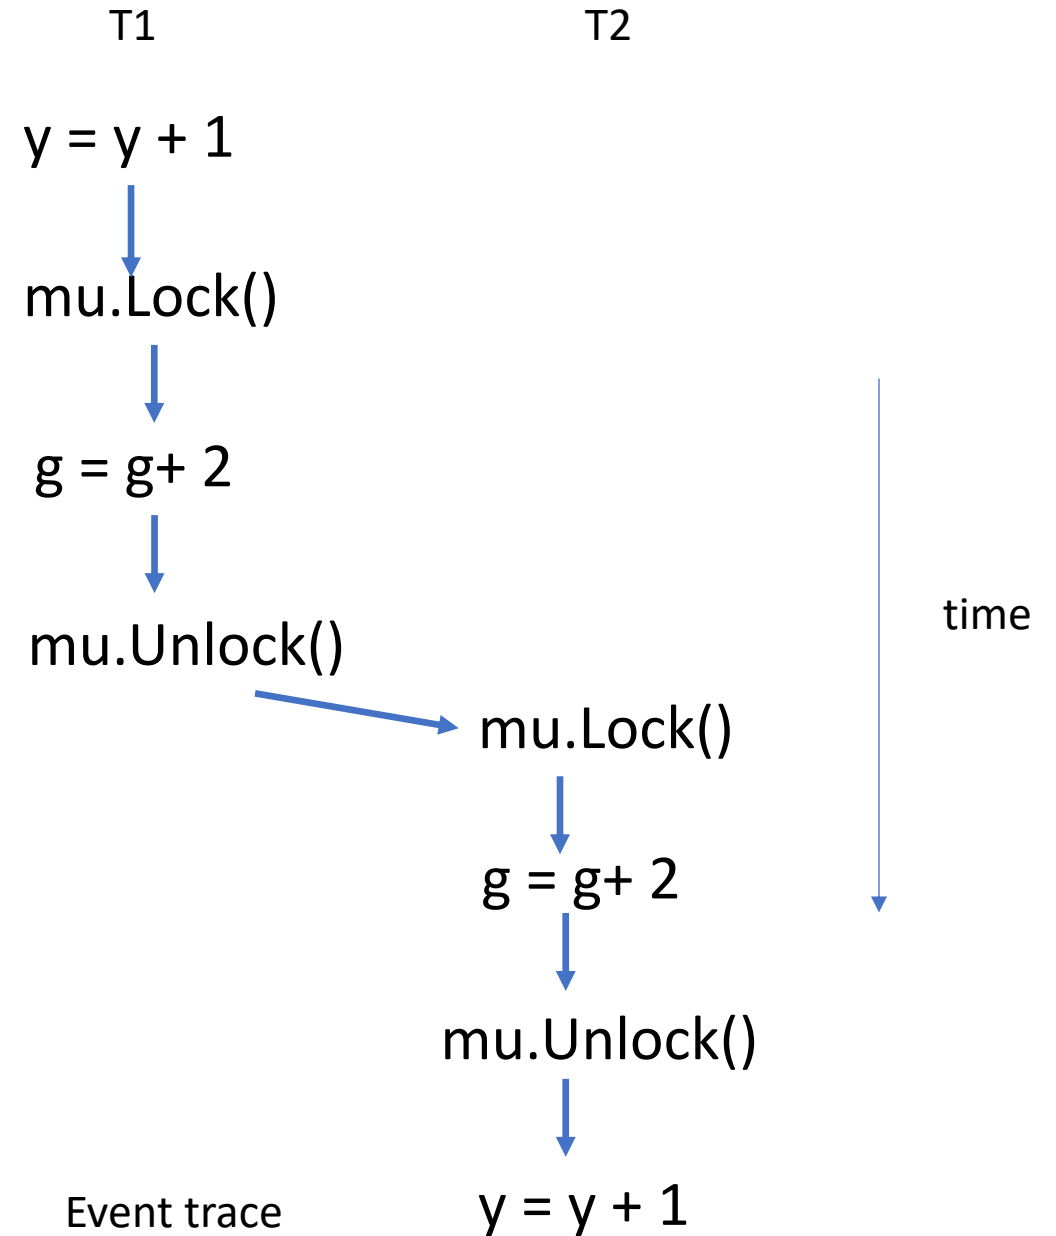 T1 T2
y = y + 1
mu.Lock()
g = g+ 2
time
mu.Unlock()
mu.Lock()
g = g+ 2
mu.Unlock()
y = y + 1
Event trace